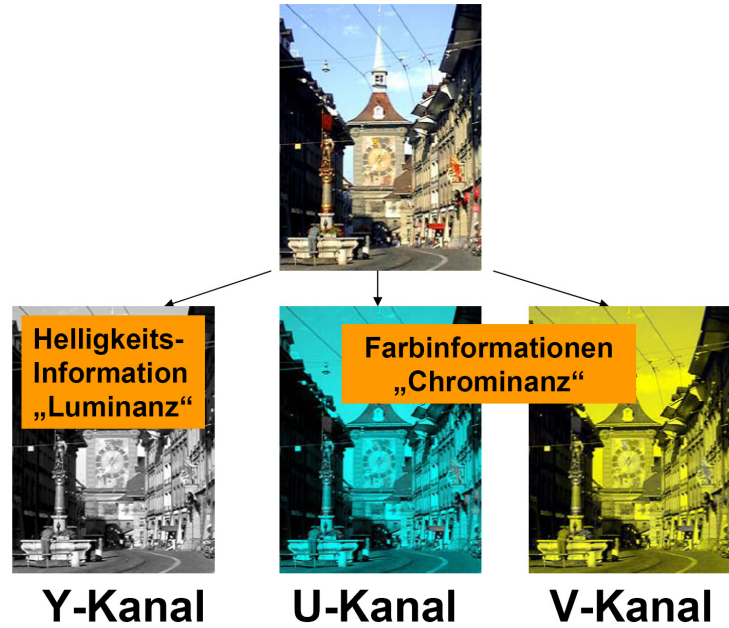 Helligkeits-
Information
„Luminanz“
Farbinformationen
„Chrominanz“
Y-Kanal
U-Kanal
V-Kanal